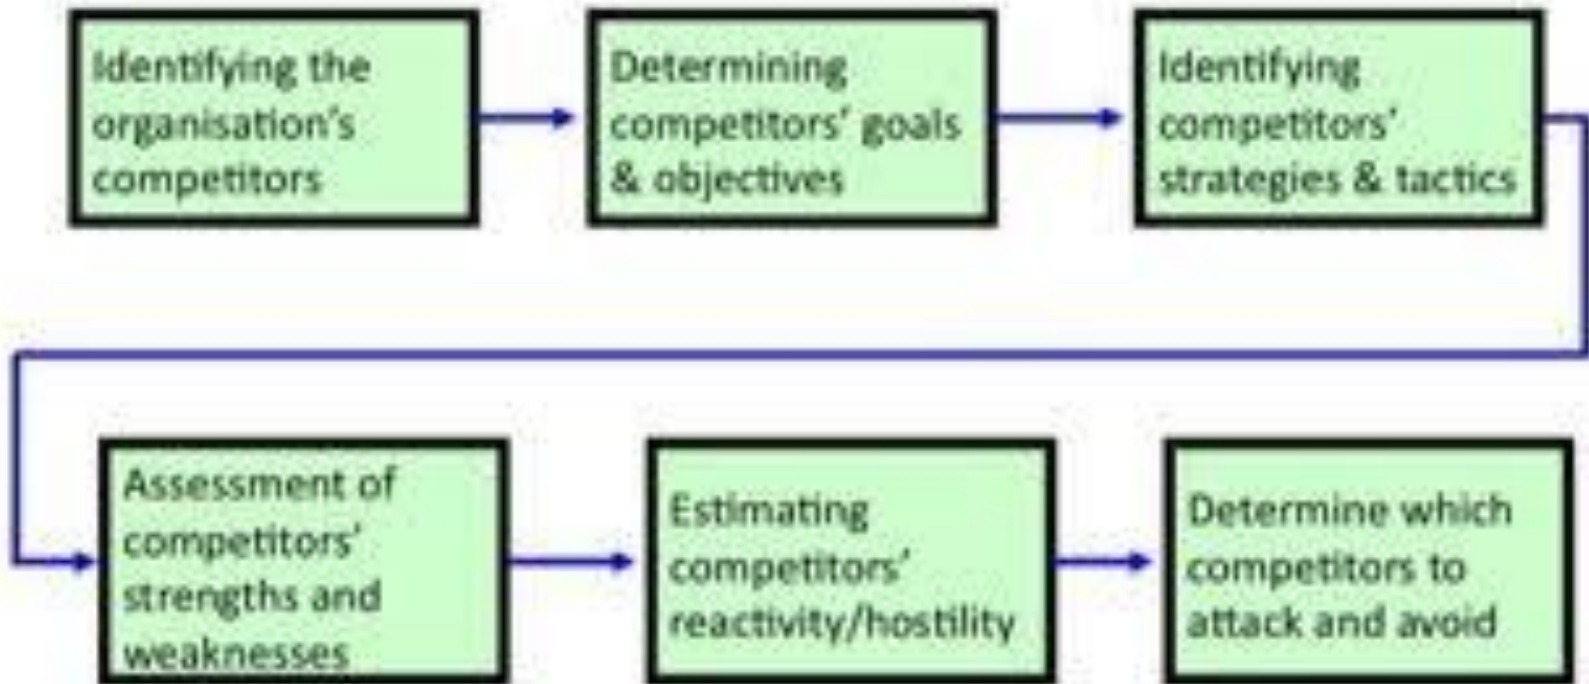 Identifying the
organisation's
competitors
Determining
competitors' goals
& objectives
Identifying
competitors'
strategies & tactics
Assessment of
competitors'
strengths and
weaknesses
Estimating
competitors'
reactivity/hostility
Determine which
competitors to
attack and avoid